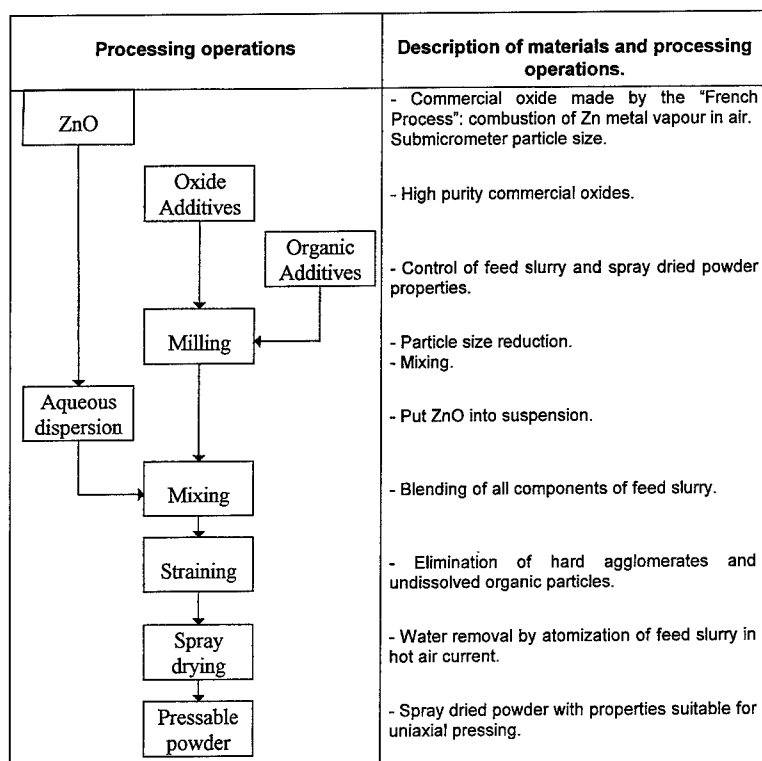 Processing operations
Description of materials and processing
operations.
ZnO
- Commercial oxide made by the “French
Process”: combustion of Zn metal vapour in air.
Submicrometer particle size.
Oxide
Additives
- High purity commercial oxides.
Organic
Additives
- Control of feed slurry and spray dried powder
properties.
Milling
- Particle size reduction.
- Mixing.
Aqueous
dispersion
- Put ZnO into suspension.
Mixing
- Blending of all components of feed slurry.
Straining
- Elimination of hard agglomerates and
undissolved organic particles.
Spray
drying
- Water removal by atomization of feed slurry in
hot air current.
Pressable
powder
- Spray dried powder with properties suitable for
uniaxial pressing.